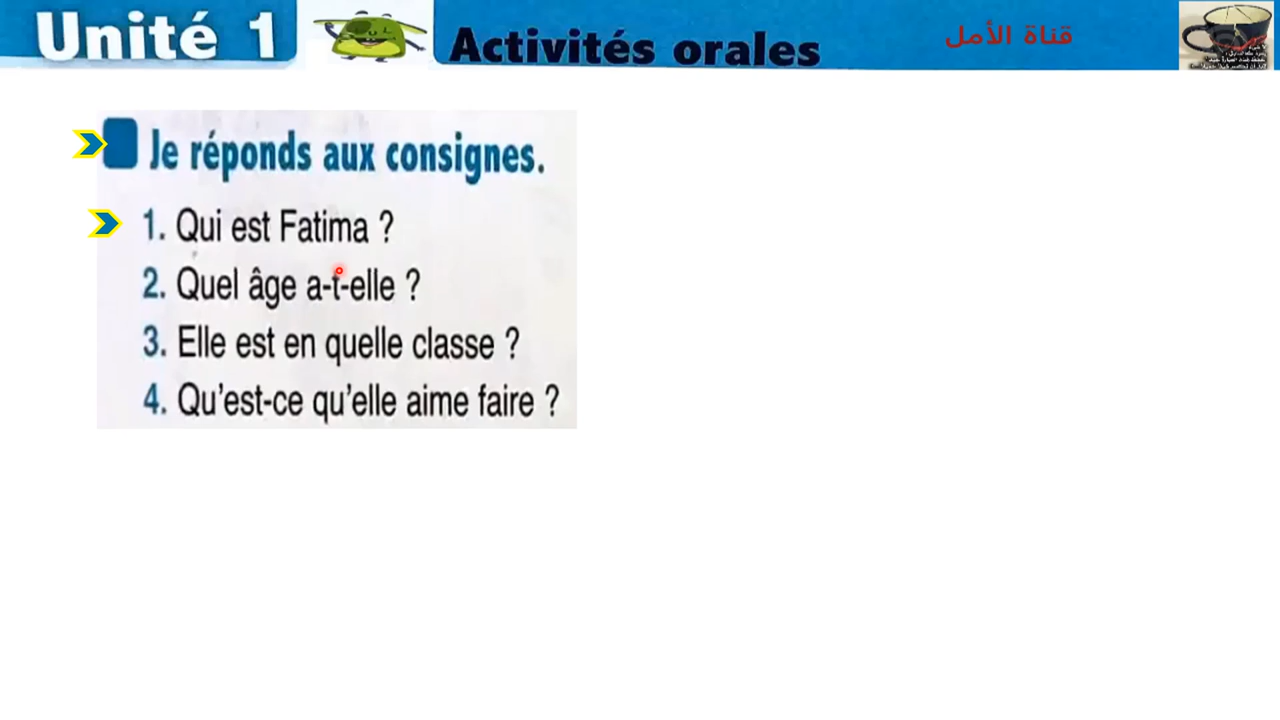 Unité 1
Activités orales
قناة الأمل
Je réponds aux consignes.
1. Qui est Fatima ?
2. Quel âge a-t-elle ?
3. Elle est en quelle classe ?
4. Qu'est-ce qu'elle aime faire ?